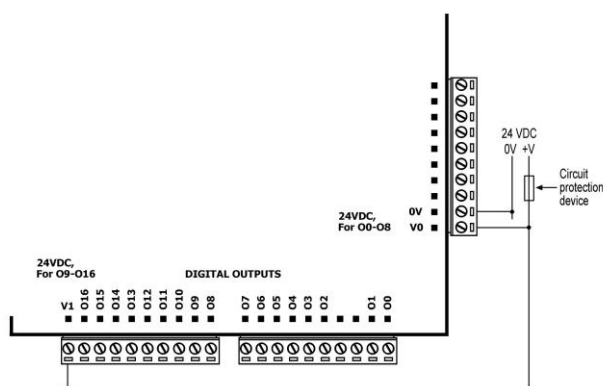 24 VDC
0V +V
Circuit
protection
device
0V
24VDC,
For O0-O8
V0
24VDC,
For O9-O16
DIGITAL OUTPUTS
V1 O16 O15 O14 O13 O12 O11 O10 O9 O8 O7 O6 O5 O4 O3 O2 O1 O0